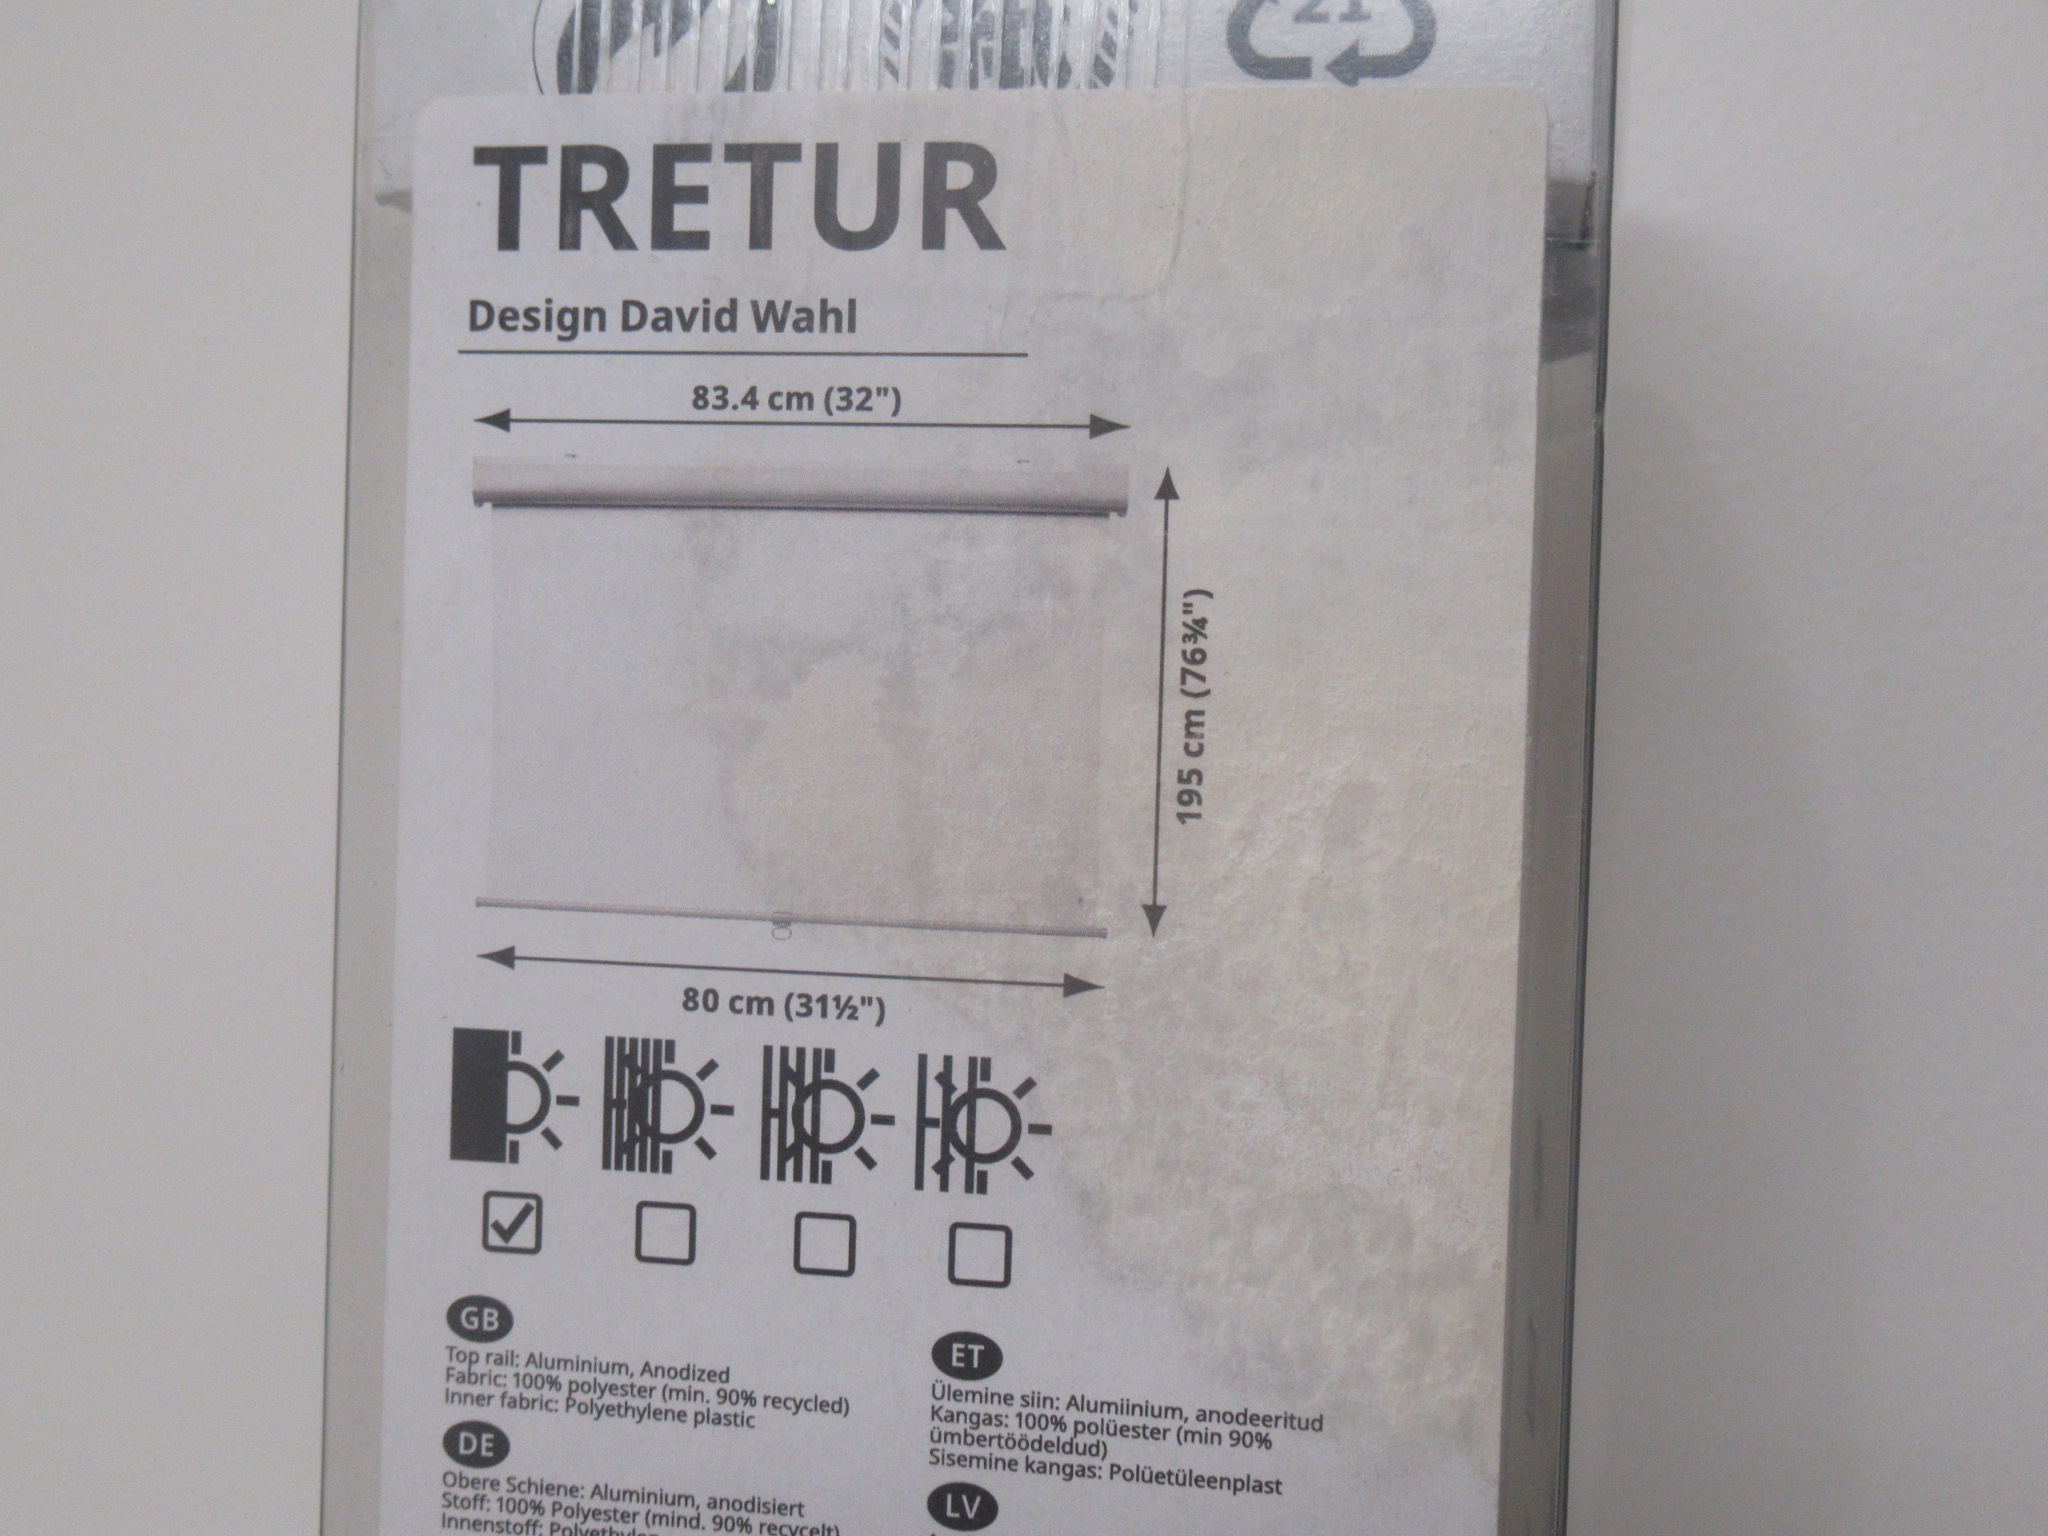 21
TRETUR
Design David Wahl
83.4 cm (32")
195 cm (76¾")
80 cm (31½")
GB
Top rail: Aluminium, Anodized
Fabric: 100% polyester (min. 90% recycled)
Inner fabric: Polyethylene plastic
DE
Obere Schiene: Aluminium, anodisiert
Stoff: 100% Polyester (mind. 90% recycelt)
Innenstoff:
ET
Ülemine siin: Alumiinium, anodeeritud
Kangas: 100% polüester (min 90%
ümbertöödeldud)
Sisemine kangas: Polüetüleenplast
LV